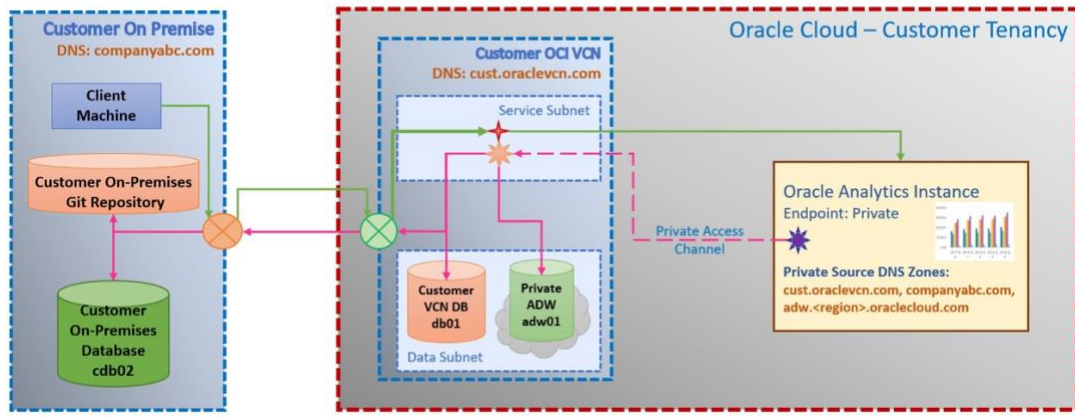 Customer On Premise
DNS: companyabc.com
Client
Machine
Customer On-Premises
Git Repository
Customer
On-Premises
Database
cdb02
Oracle Cloud – Customer Tenancy
Customer OCI VCN
DNS: cust.oraclevcn.com
Service Subnet
Customer
VCN DB
db01
Private
ADW
adw01
Data Subnet
Private Access
Channel
Oracle Analytics Instance
Endpoint: Private
Private Source DNS Zones:
cust.oraclevcn.com, companyabc.com,
adw.<region>.oraclecloud.com